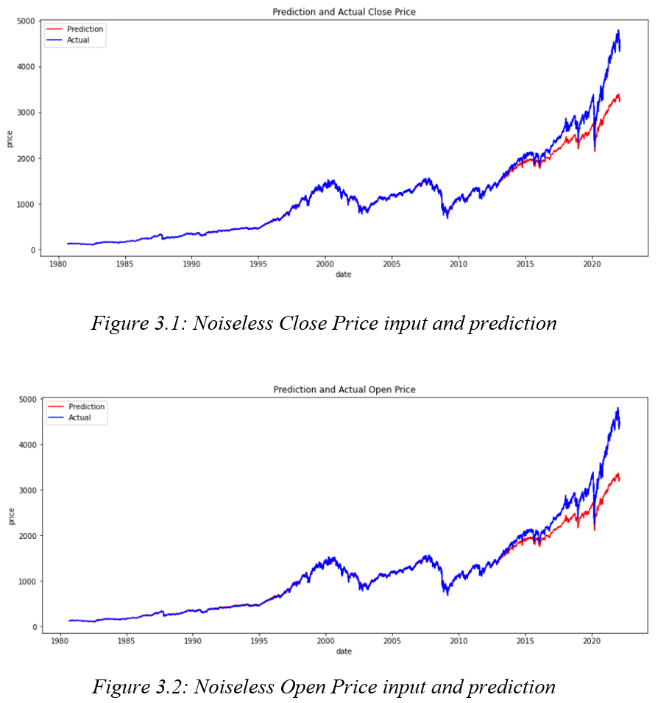 Prediction and Actual Close Price
Prediction
Actual
5000
4000
3000
2000
1000
0
price
1980 1985 1990 1995 2000 2005 2010 2015 2020
date
Figure 3.1: Noiseless Close Price input and prediction
Prediction and Actual Open Price
Prediction
Actual
5000
4000
3000
2000
1000
0
price
1980 1985 1990 1995 2000 2005 2010 2015 2020
date
Figure 3.2: Noiseless Open Price input and prediction